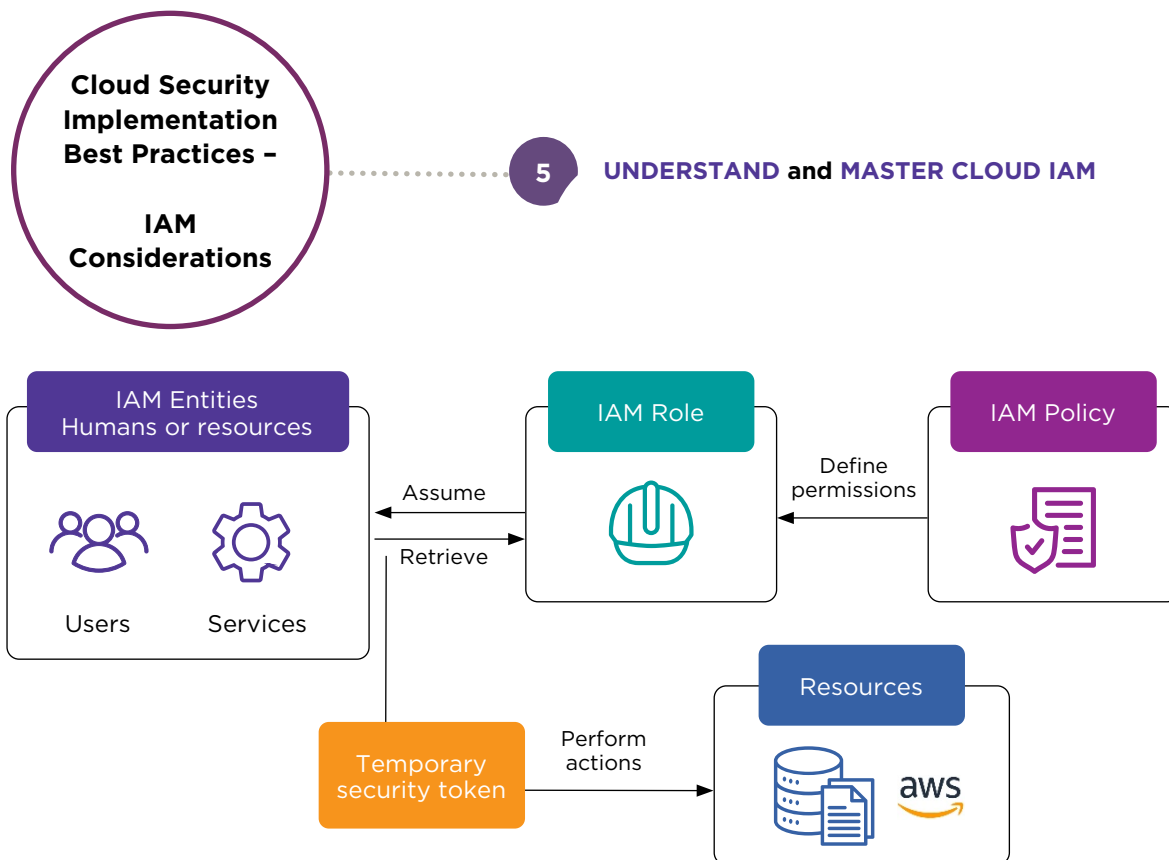 Cloud Security
Implementation
Best Practices –
IAM
Considerations
5
UNDERSTAND and MASTER CLOUD IAM
IAM Entities
Humans or resources
Users
Services
Assume
Retrieve
IAM Role
Define
permissions
IAM Policy
Temporary
security token
Perform
actions
Resources
aws